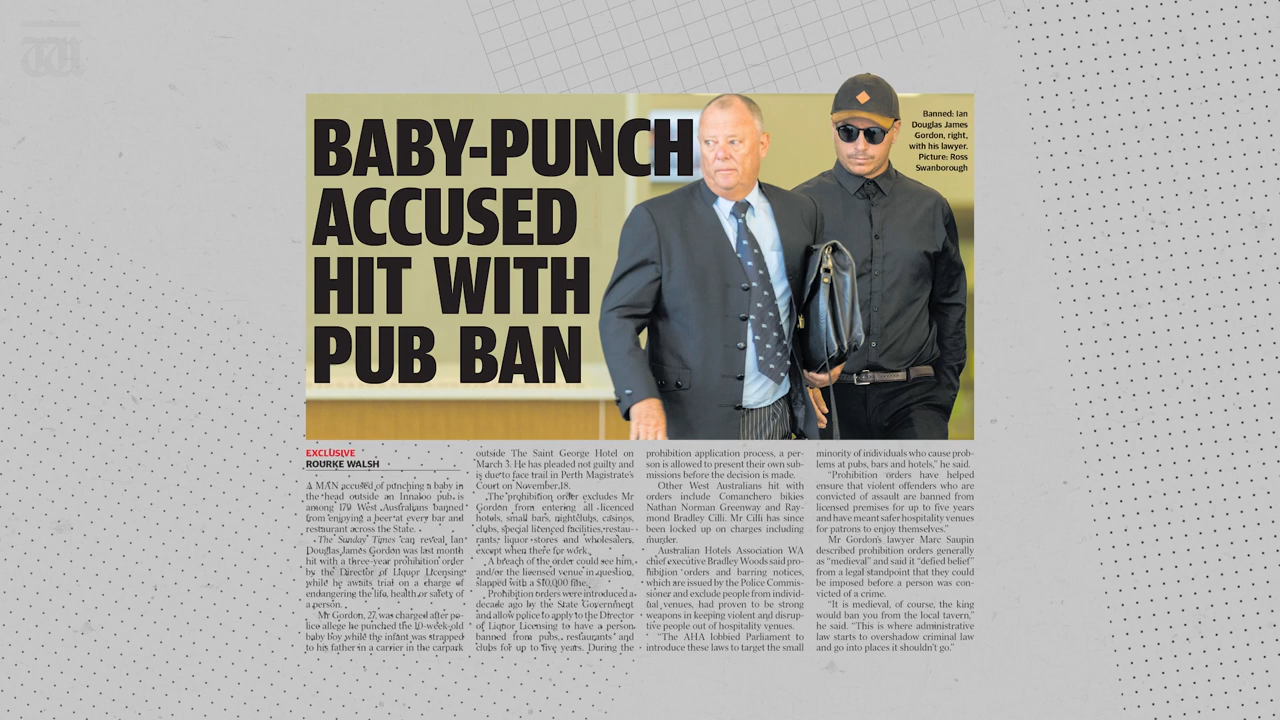 BABY-PUNCH
ACCUSED
HIT WITH
PUB BAN
Banned: Ian
Douglas James
Gordon, right,
with his lawyer.
Picture: Ross
Swanborough
EXCLUSIVE
ROURKE WALSH
A MAN accused of punching a baby in
the head outside an Innaloo pub is
among 179 West Australians banned
from enjoying a beer at every bar and
restaurant across the State.
The Sunday Times can reveal Ian
Douglas James Gordon was last month
hit with a three-year prohibition order
by the Director of Liquor Licensing
while he awaits trial on a charge of
endangering the life, health or safety of
a person.
Mr Gordon, 27, was charged after po-
lice allege he punched the 10-week-old
baby boy while the infant was strapped
to his father in a carrier in the carpark
outside The Saint George Hotel on
March 3. He has pleaded not guilty and
is due to face trail in Perth Magistrate's
Court on November 18.
The prohibition order excludes Mr
Gordon from entering all licenced
hotels, small bars, nightclubs, casings,
clubs, special licenced facilities, restau-
rants, liquor stores and wholesalers,
except when there for work.
A breach of the order could see him,
and/or the licensed venue in question,
slapped with a $10,000 fine.
Prohibition orders were introduced a
decade ago by the State Government
and allow police to apply to the Director
of Liquor Licensing to have a person
banned from pubs, restaurants and
clubs for up to five years. During the
prohibition application process, a per-
son is allowed to present their own sub-
missions before the decision is made.
Other West Australians hit with
orders include Comanchero bikies
Nathan Norman Greenway and Ray-
mond Bradley Cilli. Mr Cilli has since
been locked up on charges including
murder.
Australian Hotels Association WA
chief executive Bradley Woods said pro-
hibition orders and barring notices,
which are issued by the Police Commis-
sioner and exclude people from individ-
ual venues, had proven to be strong
weapons in keeping violent and disrup-
tive people out of hospitality venues.
"The AHA lobbied Parliament to
introduce these laws to target the small
minority of individuals who cause prob-
lems at pubs, bars and hotels," he said.
"Prohibition orders have helped
ensure that violent offenders who are
convicted of assault are banned from
licensed premises for up to five years
and have meant safer hospitality venues
for patrons to enjoy themselves."
Mr Gordon's lawyer Marc Saupin
described prohibition orders generally
as "medieval" and said it "defied belief"
from a legal standpoint that they could
be imposed before a person was con-
victed of a crime.
"It is medieval, of course, the king
would ban you from the local tavern,"
he said. "This is where administrative
law starts to overshadow criminal law
and go into places it shouldn't go."